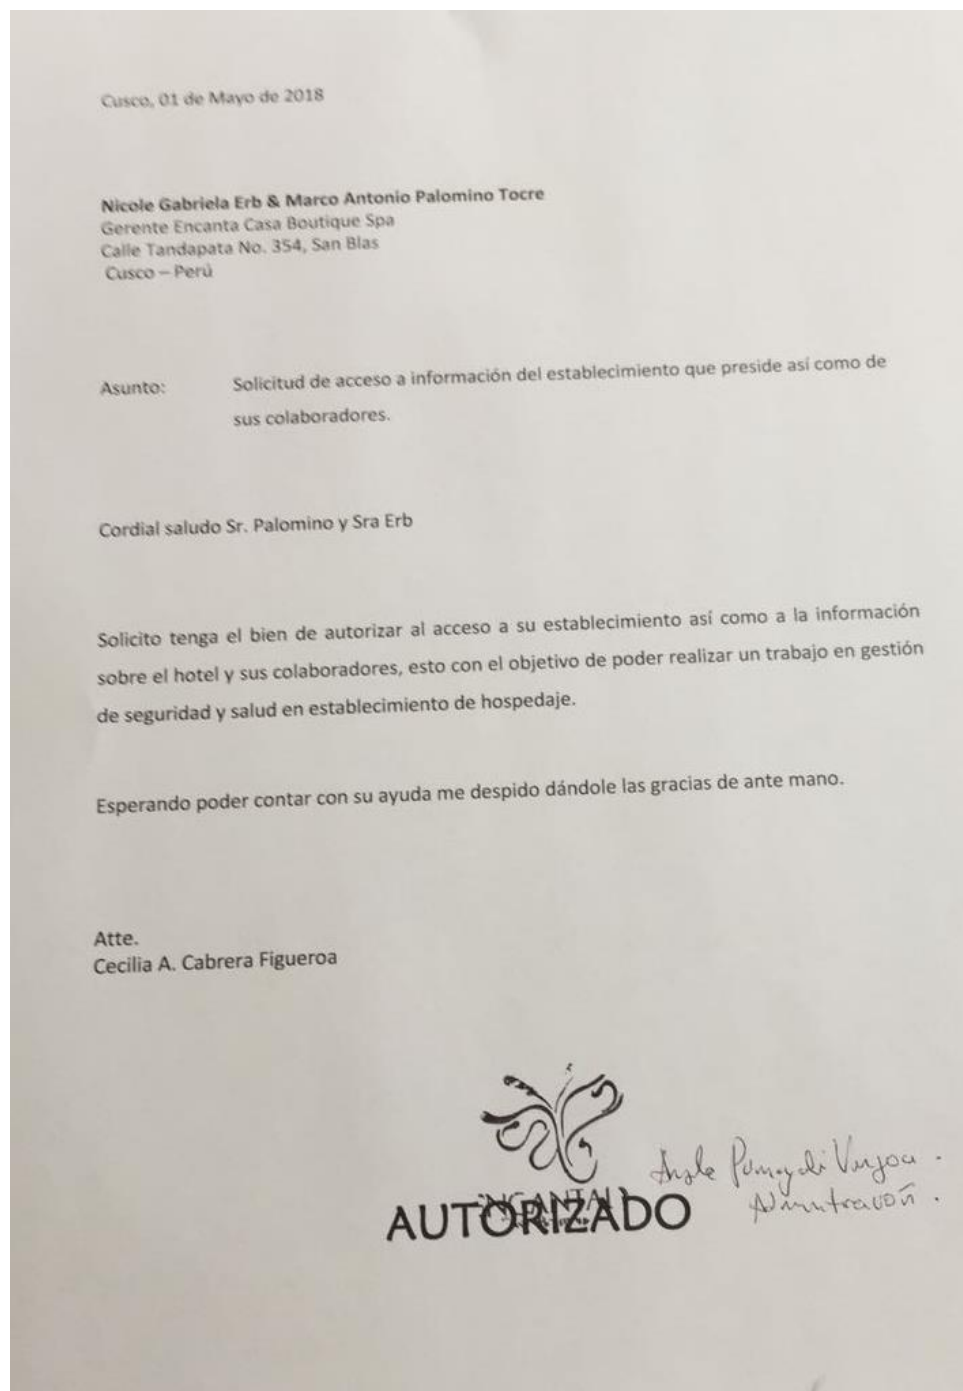 Cusco, 01 de Mayo de 2018
Nicole Gabriela Erb & Marco Antonio Palomino Tocre
Gerente Encanta Casa Boutique Spa
Calle Tandapata No. 354, San Blas
Cusco – Perú
Asunto: Solicitud de acceso a información del establecimiento que preside así como de
sus colaboradores.
Cordial saludo Sr. Palomino y Sra Erb
Solicito tenga el bien de autorizar al acceso a su establecimiento así como a la información
sobre el hotel y sus colaboradores, esto con el objetivo de poder realizar un trabajo en gestión
de seguridad y salud en establecimiento de hospedaje.
Esperando poder contar con su ayuda me despido dándole las gracias de ante mano.
Atte.
Cecilia A. Cabrera Figueroa
AUTORIZADO